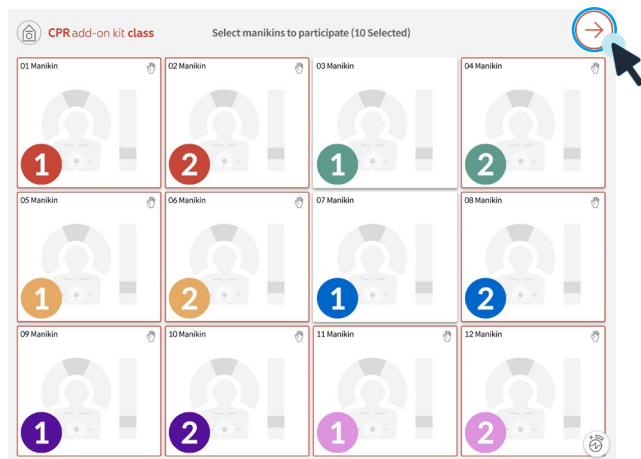 CPR add-on kit class
Select manikins to participate (10 Selected)
01 Manikin
02 Manikin
03 Manikin
04 Manikin
1
2
1
2
05 Manikin
06 Manikin
07 Manikin
08 Manikin
1
2
1
2
09 Manikin
10 Manikin
11 Manikin
12 Manikin
1
2
1
2